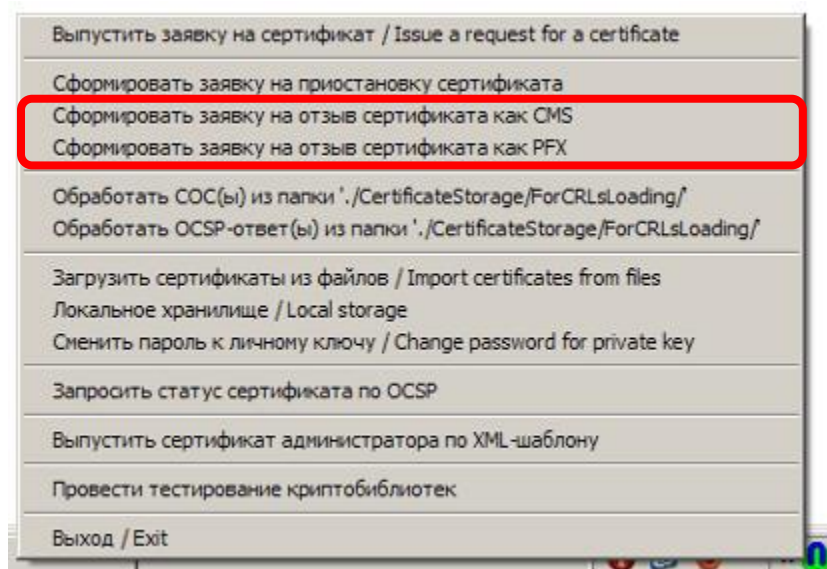 Выпустить заявку на сертификат / Issue a request for a certificate
Сформировать заявку на приостановку сертификата
Сформировать заявку на отзыв сертификата как CMS
Сформировать заявку на отзыв сертификата как PFX
Обработать СОС(ы) из папки './CertificateStorage/ForCRLsLoading/'
Обработать OCSP-ответ(ы) из папки './CertificateStorage/ForCRLsLoading/'
Загрузить сертификаты из файлов / Import certificates from files
Локальное хранилище / Local storage
Сменить пароль к личному ключу / Change password for private key
Запросить статус сертификата по OCSP
Выпустить сертификат администратора по XML-шаблону
Провести тестирование криптобиблиотек
Выход / Exit